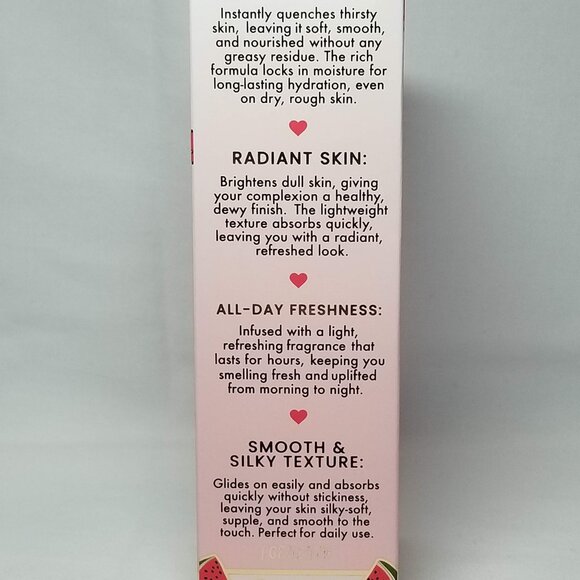 Instantly quenches thirsty
skin, leaving it soft, smooth,
and nourished without any
greasy residue. The rich
formula locks in moisture for
long-lasting hydration, even
on dry, rough skin.
RADIANT SKIN:
Brightens dull skin, giving
your complexion a healthy,
dewy finish. The lightweight
texture absorbs quickly,
leaving you with a radiant,
refreshed look.
ALL-DAY FRESHNESS:
Infused with a light,
refreshing fragrance that
lasts for hours, keeping you
smelling fresh and uplifted
from morning to night.
SMOOTH &
SILKY TEXTURE:
Glides on easily and absorbs
quickly without stickiness,
leaving your skin silky-soft,
supple, and smooth to the
touch. Perfect for daily use.